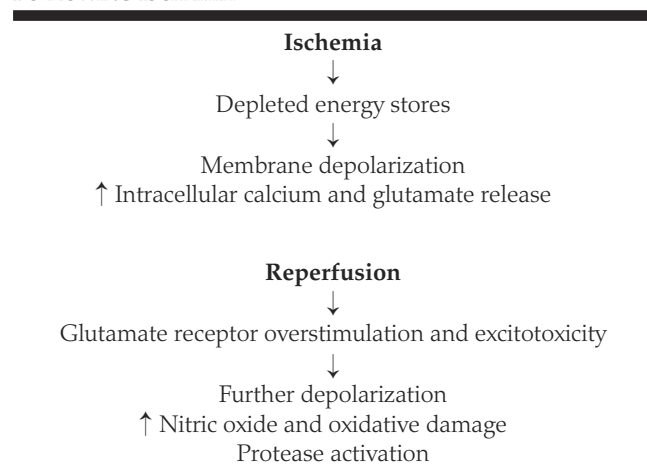 Ischemia
↓
Depleted energy stores
↓
Membrane depolarization
↑ Intracellular calcium and glutamate release
Reperfusion
↓
Glutamate receptor overstimulation and excitotoxicity
↓
Further depolarization
↑ Nitric oxide and oxidative damage
Protease activation